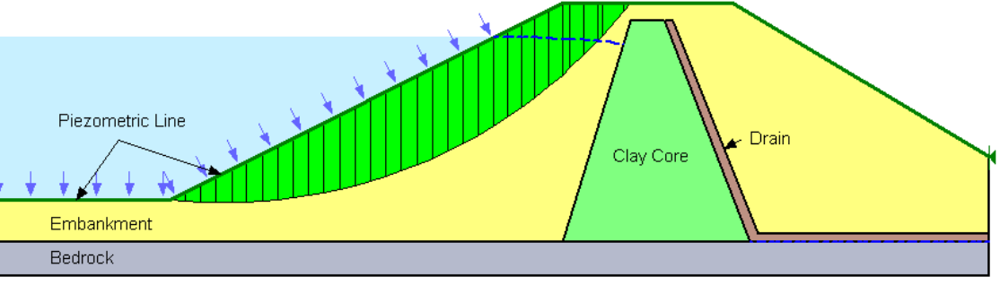 Piezometric Line
Drain
Clay Core
Embankment
Bedrock